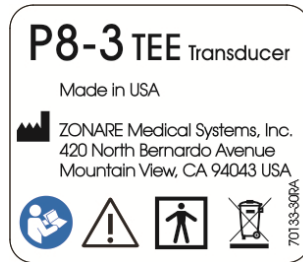 P8-3 TEE Transducer
Made in USA
ZONARE Medical Systems, Inc.
420 North Bernardo Avenue
Mountain View, CA 94043 USA
70133-30RA